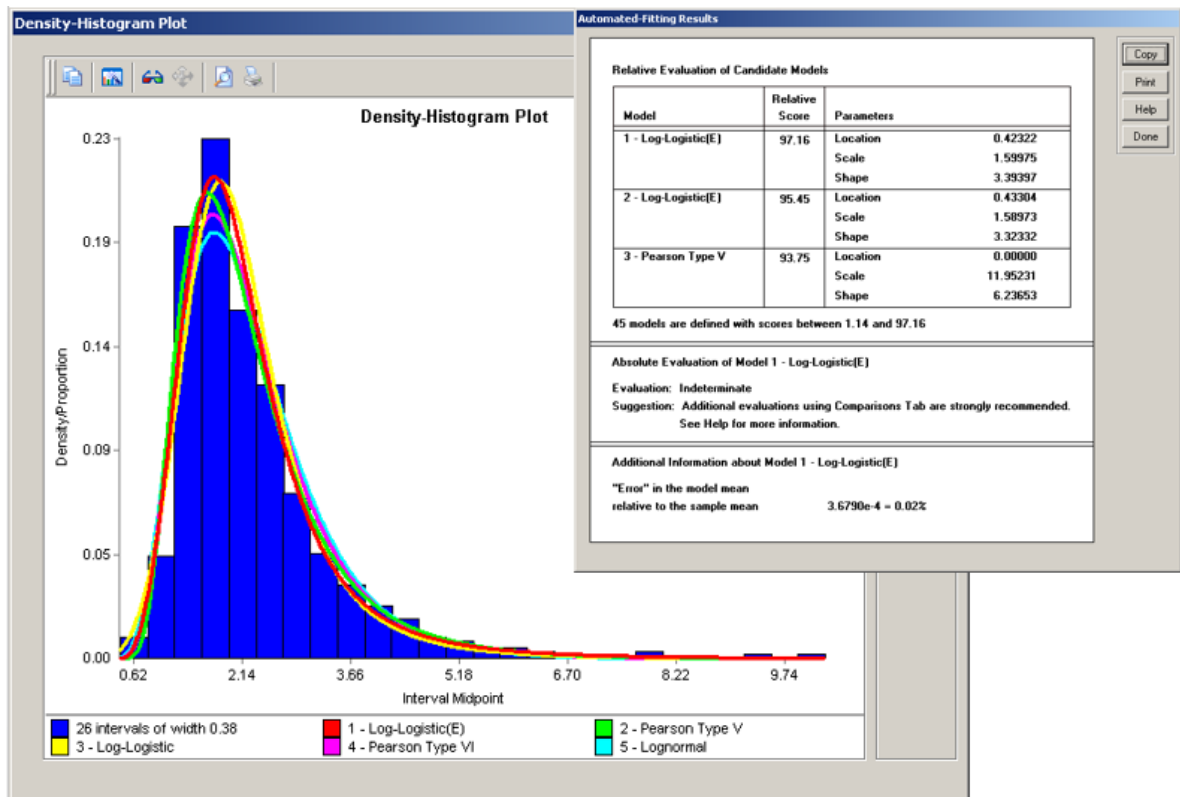 Density-Histogram Plot
Density-Histogram Plot
0.23
0.19
0.14
0.09
0.05
0.00
Density/Proportion
0.62 2.14 3.66 5.18 6.70 8.22 9.74
Interval Midpoint
26 intervals of width 0.38 1 - Log-Logistic(E) 2 - Pearson Type V
3 - Log-Logistic 4 - Pearson Type VI 5 - Lognormal
Automated-Fitting Results
Relative Evaluation of Candidate Models
Relative
Model Score Parameters
1 - Log-Logistic(E) 97.16 Location 0.42322
Scale 1.59975
Shape 3.39397
2 - Log-Logistic(E) 95.45 Location 0.43304
Scale 1.58973
Shape 3.32332
3 - Pearson Type V 93.75 Location 0.00000
Scale 11.95231
Shape 6.23653
45 models are defined with scores between 1.14 and 97.16
Absolute Evaluation of Model 1 - Log-Logistic(E)
Evaluation: Indeterminate
Suggestion: Additional evaluations using Comparisons Tab are strongly recommended.
See Help for more information.
Additional Information about Model 1 - Log-Logistic(E)
"Error" in the model mean
relative to the sample mean 3.6790e-4 = 0.02%
Copy
Print
Help
Done